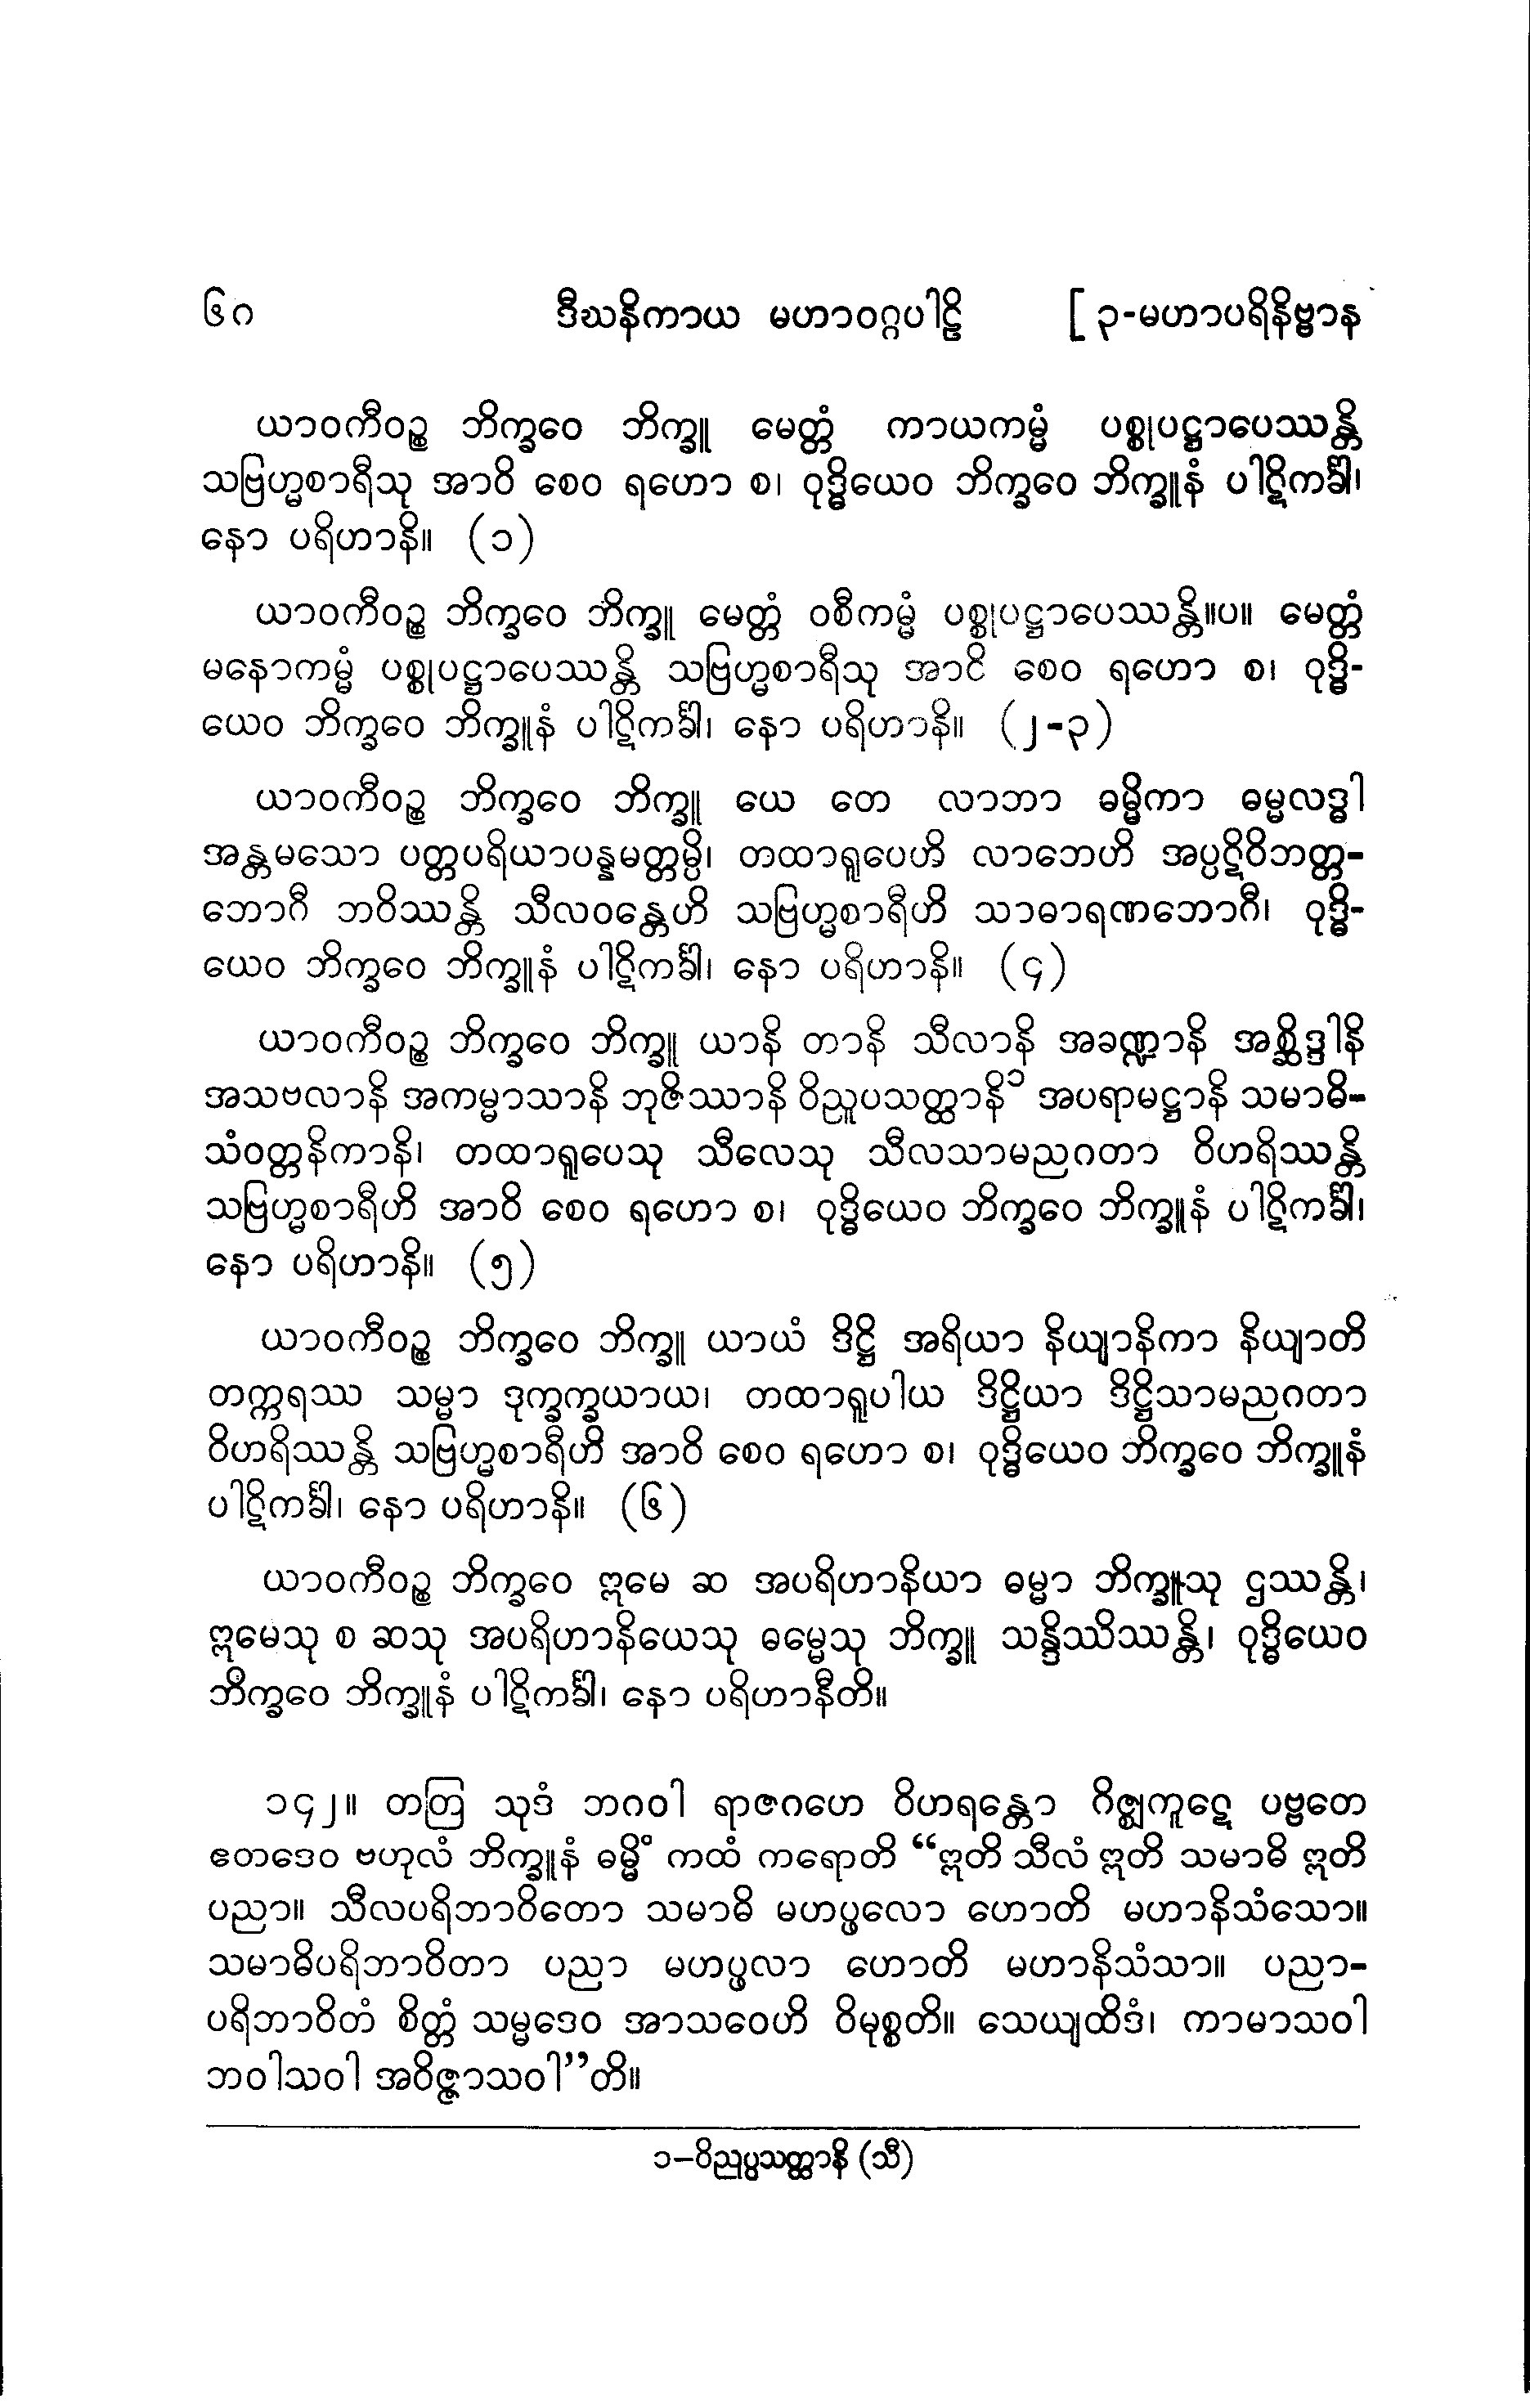 ၆ဂ ဒီဃနိကာယ မဟာဝဂ္ဂပါဠိ [ ၃-မဟာပရိနိဗ္ဗာန
ယာဝကီဝဉ္စ ဘိက္ခဝေ ဘိက္ခူ မေတ္တံ ကာယကမ္မံ ပစ္စုပဋ္ဌာပေဿန္တိ
သဗြဟ္မစာရီသု အာဝိ စေဝ ရဟော စ၊ ဝုဒ္ဓိယေဝ ဘိက္ခဝေ ဘိက္ခူနံ ပါဋိကင်္ခါ၊
နော ပရိဟာနိ။ (၁)
ယာဝကီဝဉ္စ ဘိက္ခဝေ ဘိက္ခူ မေတ္တံ ဝစီကမ္မံ ပစ္စုပဋ္ဌာပေဿန္တိ။ပ။ မေတ္တံ
မနောကမ္မံ ပစ္စုပဋ္ဌာပေဿန္တိ သဗြဟ္မစာရီသု အာဝိ စေဝ ရဟော စ၊ ဝုဒ္ဓိ-
ယေဝ ဘိက္ခဝေ ဘိက္ခူနံ ပါဋိကင်္ခါ၊ နော ပရိဟာနိ။ (၂-၃)
ယာဝကီဝဉ္စ ဘိက္ခဝေ ဘိက္ခူ ယေ တေ လာဘာ ဓမ္မိကာ ဓမ္မလဒ္ဓါ
အန္တမသော ပတ္တပရိယာပန္နမတ္တမ္ပိ၊ တထာရူပေဟိ လာဘေဟိ အပ္ပဋိဝိဘတ္တ-
ဘောဂီ ဘဝိဿန္တိ သီလဝန္တေဟိ သဗြဟ္မစာရီဟိ သာဓာရဏဘောဂီ၊ ဝုဒ္ဓိ-
ယေဝ ဘိက္ခဝေ ဘိက္ခူနံ ပါဋိကင်္ခါ၊ နော ပရိဟာနိ။ (၄)
ယာဝကီဝဉ္စ ဘိက္ခဝေ ဘိက္ခူ ယာနိ တာနိ သီလာနိ အခဏ္ဍာနိ အစ္ဆိဒ္ဒါနိ
အသဗလာနိ အကမ္မာသာနိ ဘုဇိဿာနိ ဝိညူပသတ္ထာနိ၁ အပရာမဋ္ဌာနိ သမာဓိ-
သံဝတ္တနိကာနိ၊ တထာရူပေသု သီလေသု သီလသာမညဂတာ ဝိဟရိဿန္တိ
သဗြဟ္မစာရီဟိ အာဝိ စေဝ ရဟော စ၊ ဝုဒ္ဓိယေဝ ဘိက္ခဝေ ဘိက္ခူနံ ပါဋိကင်္ခါ၊
နော ပရိဟာနိ။ (၅)
ယာဝကီဝဉ္စ ဘိက္ခဝေ ဘိက္ခူ ယာယံ ဒိဋ္ဌိ အရိယာ နိယျာနိကာ နိယျာတိ
တက္ကရဿ သမ္မာ ဒုက္ခက္ခယာယ၊ တထာရူပါယ ဒိဋ္ဌိယာ ဒိဋ္ဌိသာမညဂတာ
ဝိဟရိဿန္တိ သဗြဟ္မစာရီဟိ အာဝိ စေဝ ရဟော စ၊ ဝုဒ္ဓိယေဝ ဘိက္ခဝေ ဘိက္ခူနံ
ပါဋိကင်္ခါ၊ နော ပရိဟာနိ။ (၆)
ယာဝကီဝဉ္စ ဘိက္ခဝေ ဣမေ ဆ အပရိဟာနိယာ ဓမ္မာ ဘိက္ခူသု ဌဿန္တိ၊
ဣမေသု စ ဆသု အပရိဟာနိယေသု ဓမ္မေသု ဘိက္ခူ သန္ဒိဿိဿန္တိ၊ ဝုဒ္ဓိယေဝ
ဘိက္ခဝေ ဘိက္ခူနံ ပါဋိကင်္ခါ၊ နော ပရိဟာနီတိ။
၁၄၂။ တတြ သုဒံ ဘဂဝါ ရာဇဂဟေ ဝိဟရန္တော ဂိဇ္ဈကူဋေ ပဗ္ဗတေ
ဧတဒေဝ ဗဟုလံ ဘိက္ခူနံ ဓမ္မိံ ကထံ ကရောတိ “ဣတိ သီလံ ဣတိ သမာဓိ ဣတိ
ပညာ။ သီလပရိဘာဝိတော သမာဓိ မဟပ္ဖလော ဟောတိ မဟာနိသံသော။
သမာဓိပရိဘာဝိတာ ပညာ မဟပ္ဖလာ ဟောတိ မဟာနိသံသာ။ ပညာ-
ပရိဘာဝိတံ စိတ္တံ သမ္မဒေဝ အာသဝေဟိ ဝိမုစ္စတိ။ သေယျထိဒံ၊ ကာမာသဝါ
ဘဝါသဝါ အဝိဇ္ဇာသဝါ”တိ။
၁–ဝိညုပ္ပသတ္ထာနိ (သီ)